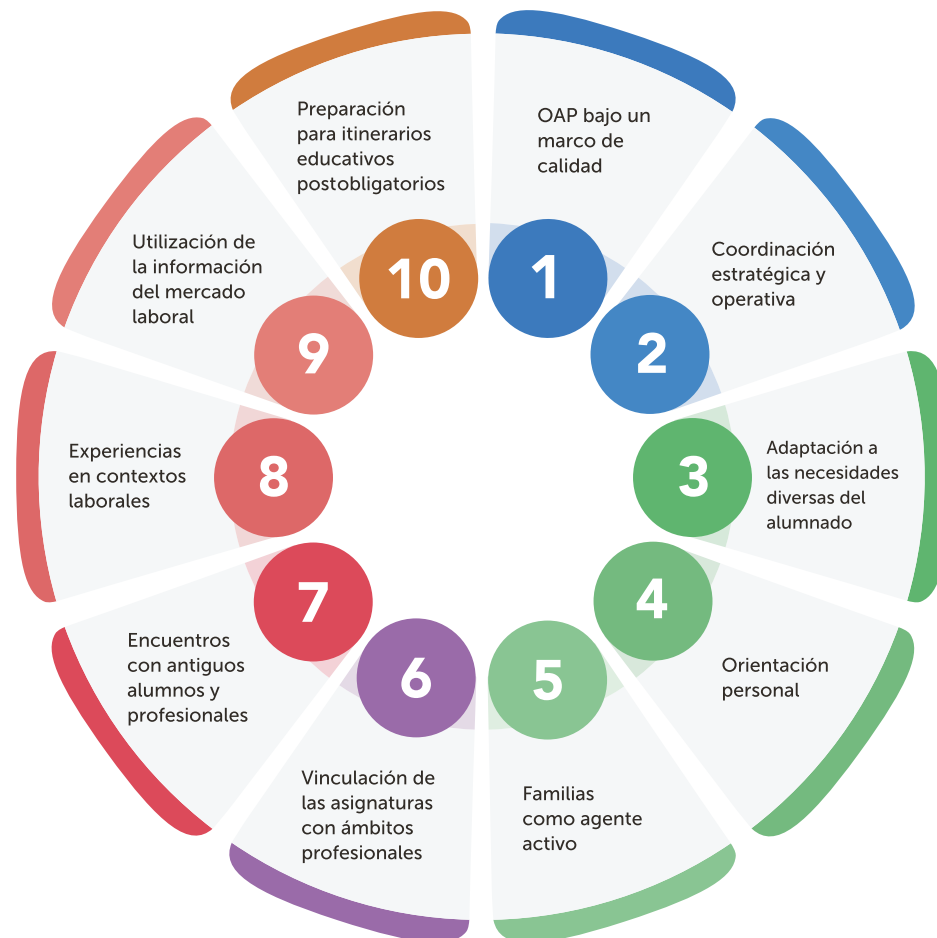 1
OAP bajo un
marco de
calidad
2
Coordinación
estratégica y
operativa
3
Adaptación a
las necesidades
diversas del
alumnado
4
Orientación
personal
5
Familias
como agente
activo
6
Vinculación de
las asignaturas
con ámbitos
profesionales
7
Encuentros
con antiguos
alumnos y
profesionales
8
Experiencias
en contextos
laborales
9
Utilización de
la información
del mercado
laboral
10
Preparación
para itinerarios
educativos
postobligatorios